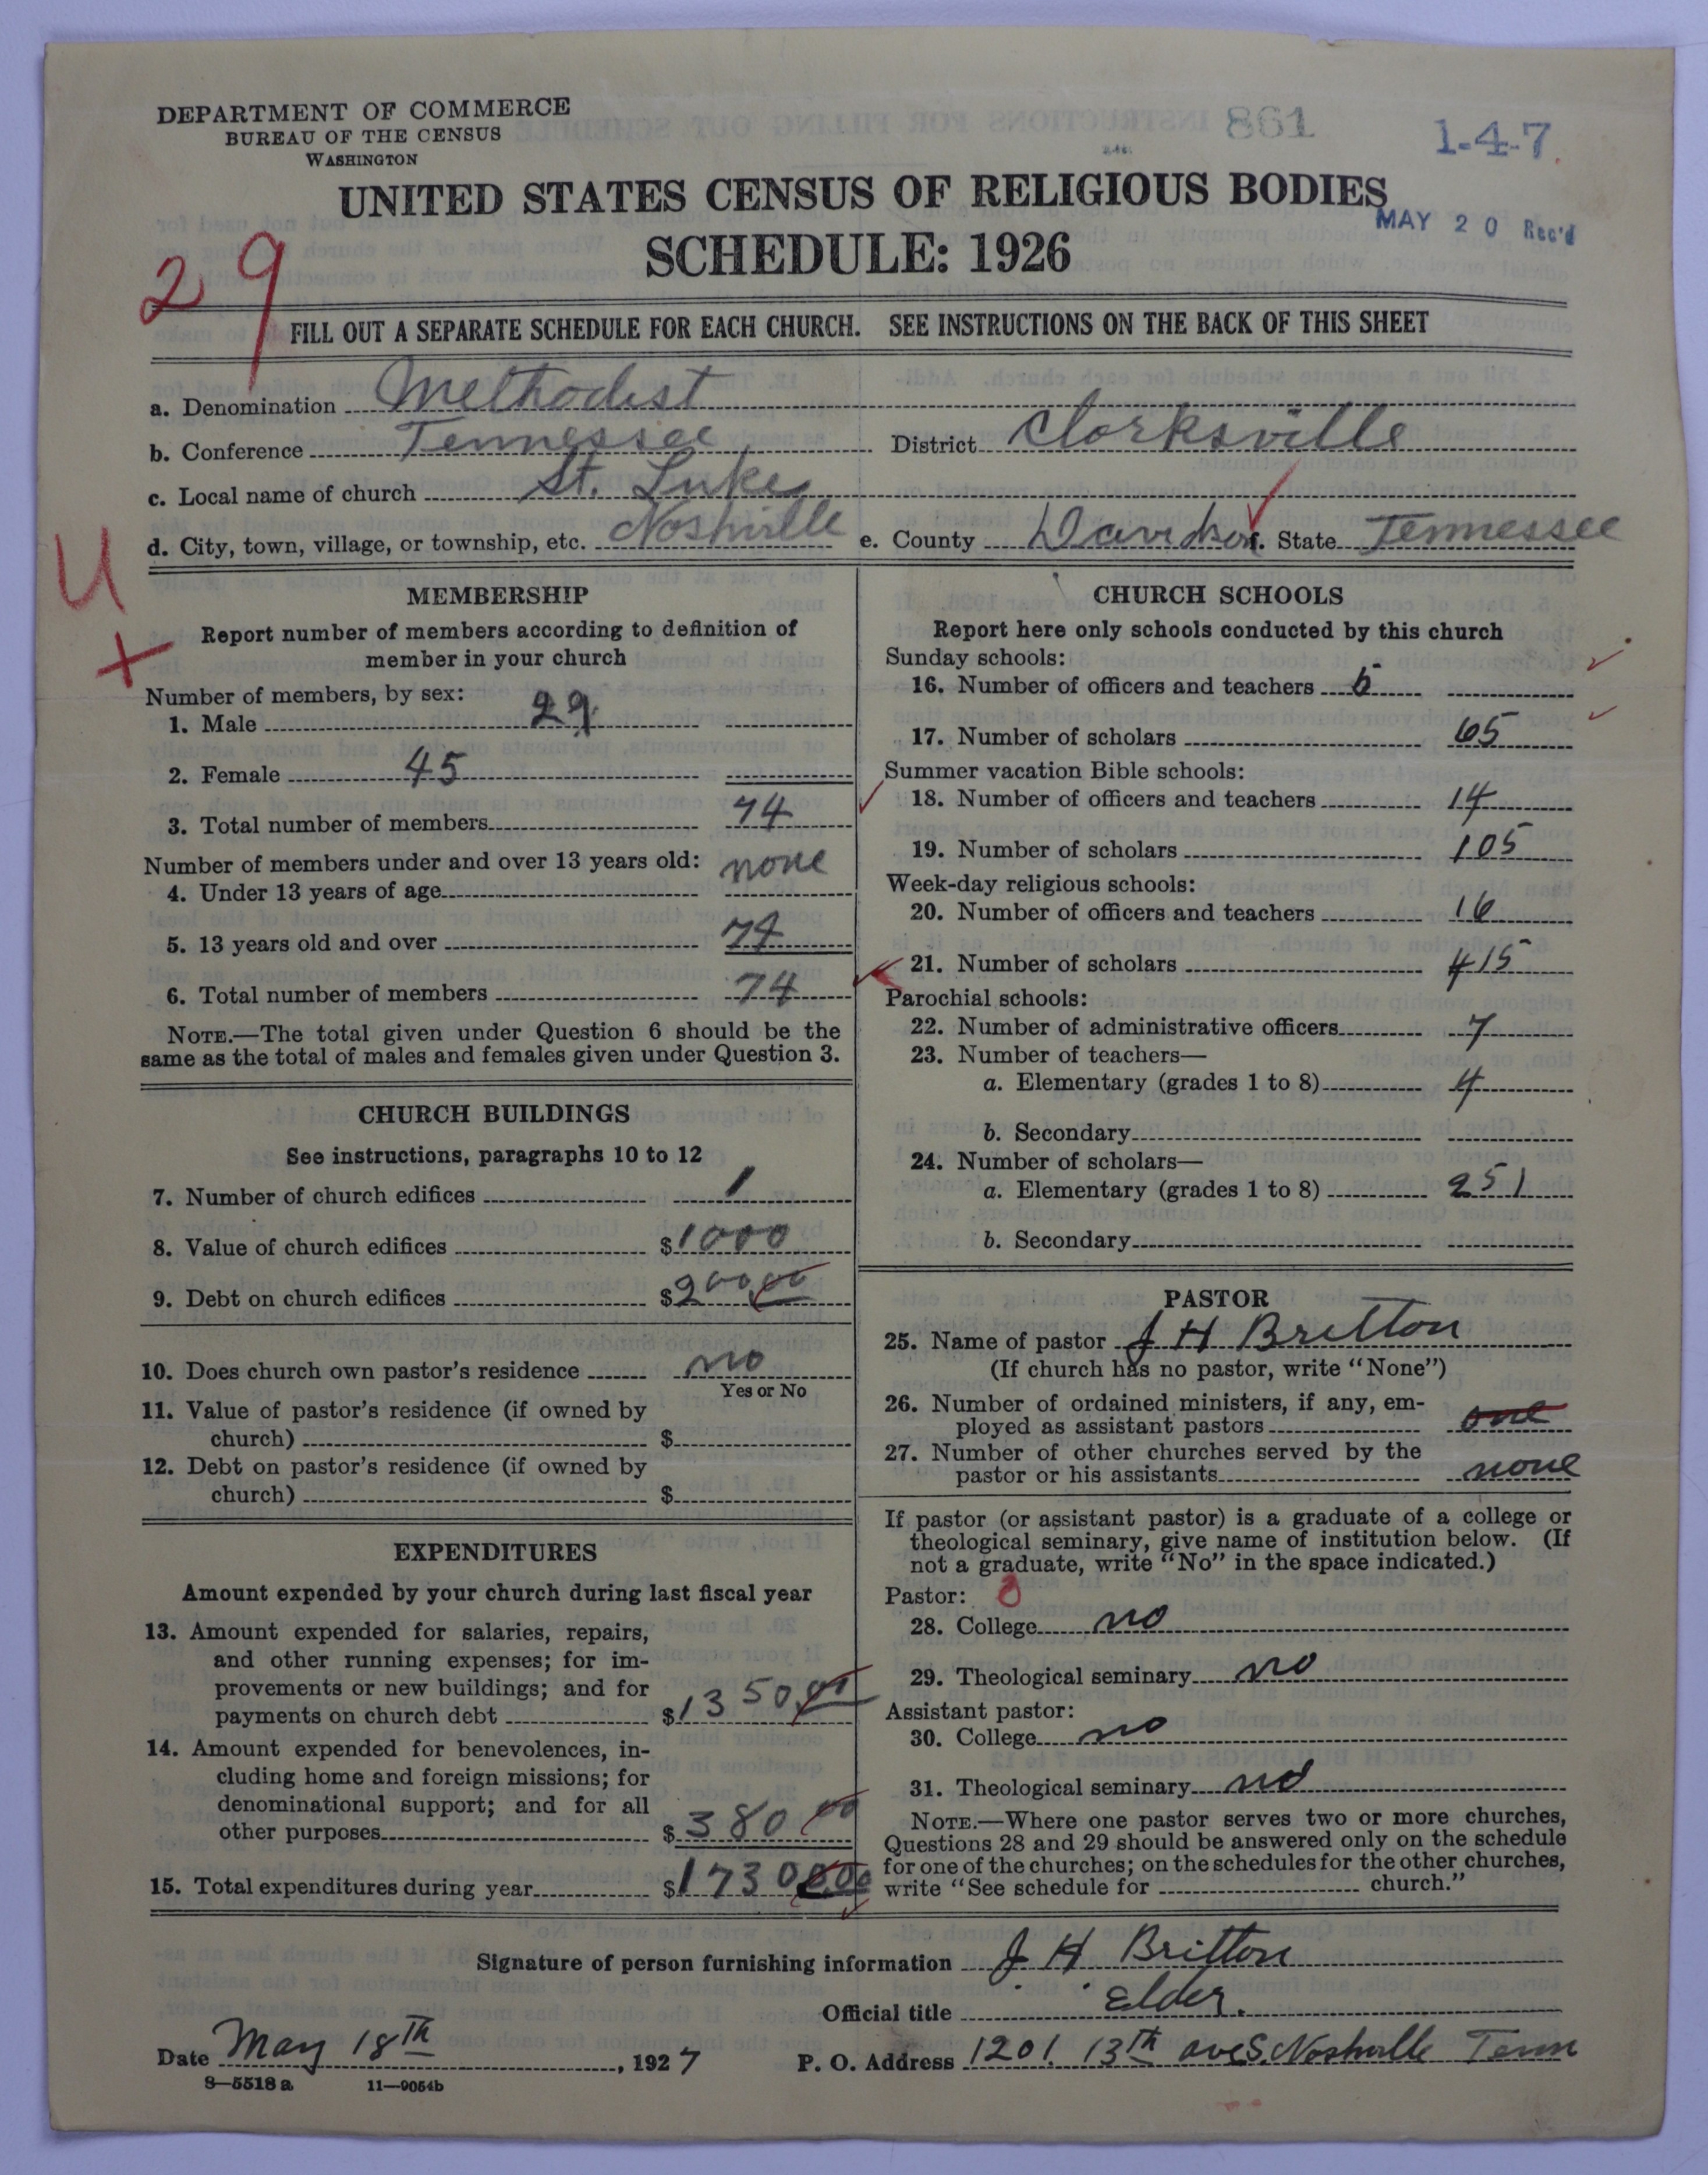 DEPARTMENT OF COMMERCE
BUREAU OF THE CENSUS
WASHINGTON
861
1-4-7
UNITED STATES CENSUS OF RELIGIOUS BODIES
MAY 20 Rec'd
SCHEDULE: 1926
29
FILL OUT A SEPARATE SCHEDULE FOR EACH CHURCH. SEE INSTRUCTIONS ON THE BACK OF THIS SHEET
a. Denomination Methodist
b. Conference Tennessee District Clorksville
c. Local name of church St. Luke
d. City, town, village, or township, etc. Noshville e. County Davidson f. State Tennessee
U
+
MEMBERSHIP
Report number of members according to definition of
member in your church
Number of members, by sex:
1. Male 29
2. Female 45
3. Total number of members 74
Number of members under and over 13 years old:
4. Under 13 years of age none
5. 13 years old and over 74
6. Total number of members 74
NOTE.—The total given under Question 6 should be the
same as the total of males and females given under Question 3.
CHURCH BUILDINGS
See instructions, paragraphs 10 to 12
7. Number of church edifices 1
8. Value of church edifices $1000
9. Debt on church edifices $200.00
10. Does church own pastor's residence no
Yes or No
11. Value of pastor's residence (if owned by
church) $
12. Debt on pastor's residence (if owned by
church) $
EXPENDITURES
Amount expended by your church during last fiscal year
13. Amount expended for salaries, repairs,
and other running expenses; for im-
provements or new buildings; and for
payments on church debt $1350.00
14. Amount expended for benevolences, in-
cluding home and foreign missions; for
denominational support; and for all
other purposes $380 00
15. Total expenditures during year $1730
CHURCH SCHOOLS
Report here only schools conducted by this church
Sunday schools:
16. Number of officers and teachers 6
17. Number of scholars 65
Summer vacation Bible schools:
18. Number of officers and teachers 14
19. Number of scholars 105
Week-day religious schools:
20. Number of officers and teachers 16
21. Number of scholars 415
Parochial schools:
22. Number of administrative officers 7
23. Number of teachers—
a. Elementary (grades 1 to 8) 4
b. Secondary
24. Number of scholars—
a. Elementary (grades 1 to 8) 251
b. Secondary
PASTOR
25. Name of pastor J H Britton
(If church has no pastor, write "None")
26. Number of ordained ministers, if any, em-
ployed as assistant pastors one
27. Number of other churches served by the
pastor or his assistants none
If pastor (or assistant pastor) is a graduate of a college or
theological seminary, give name of institution below. (If
not a graduate, write "No" in the space indicated.)
Pastor: 0
28. College no
29. Theological seminary no
Assistant pastor:
30. College no
31. Theological seminary no
NOTE.—Where one pastor serves two or more churches,
Questions 28 and 29 should be answered only on the schedule
for one of the churches; on the schedules for the other churches,
write "See schedule for church."
Signature of person furnishing information J H Britton
Official title Elder.
Date May 18th, 1927 P. O. Address 1201. 13th ave S. Noshville Tenn
8—5518 a 11—9054b